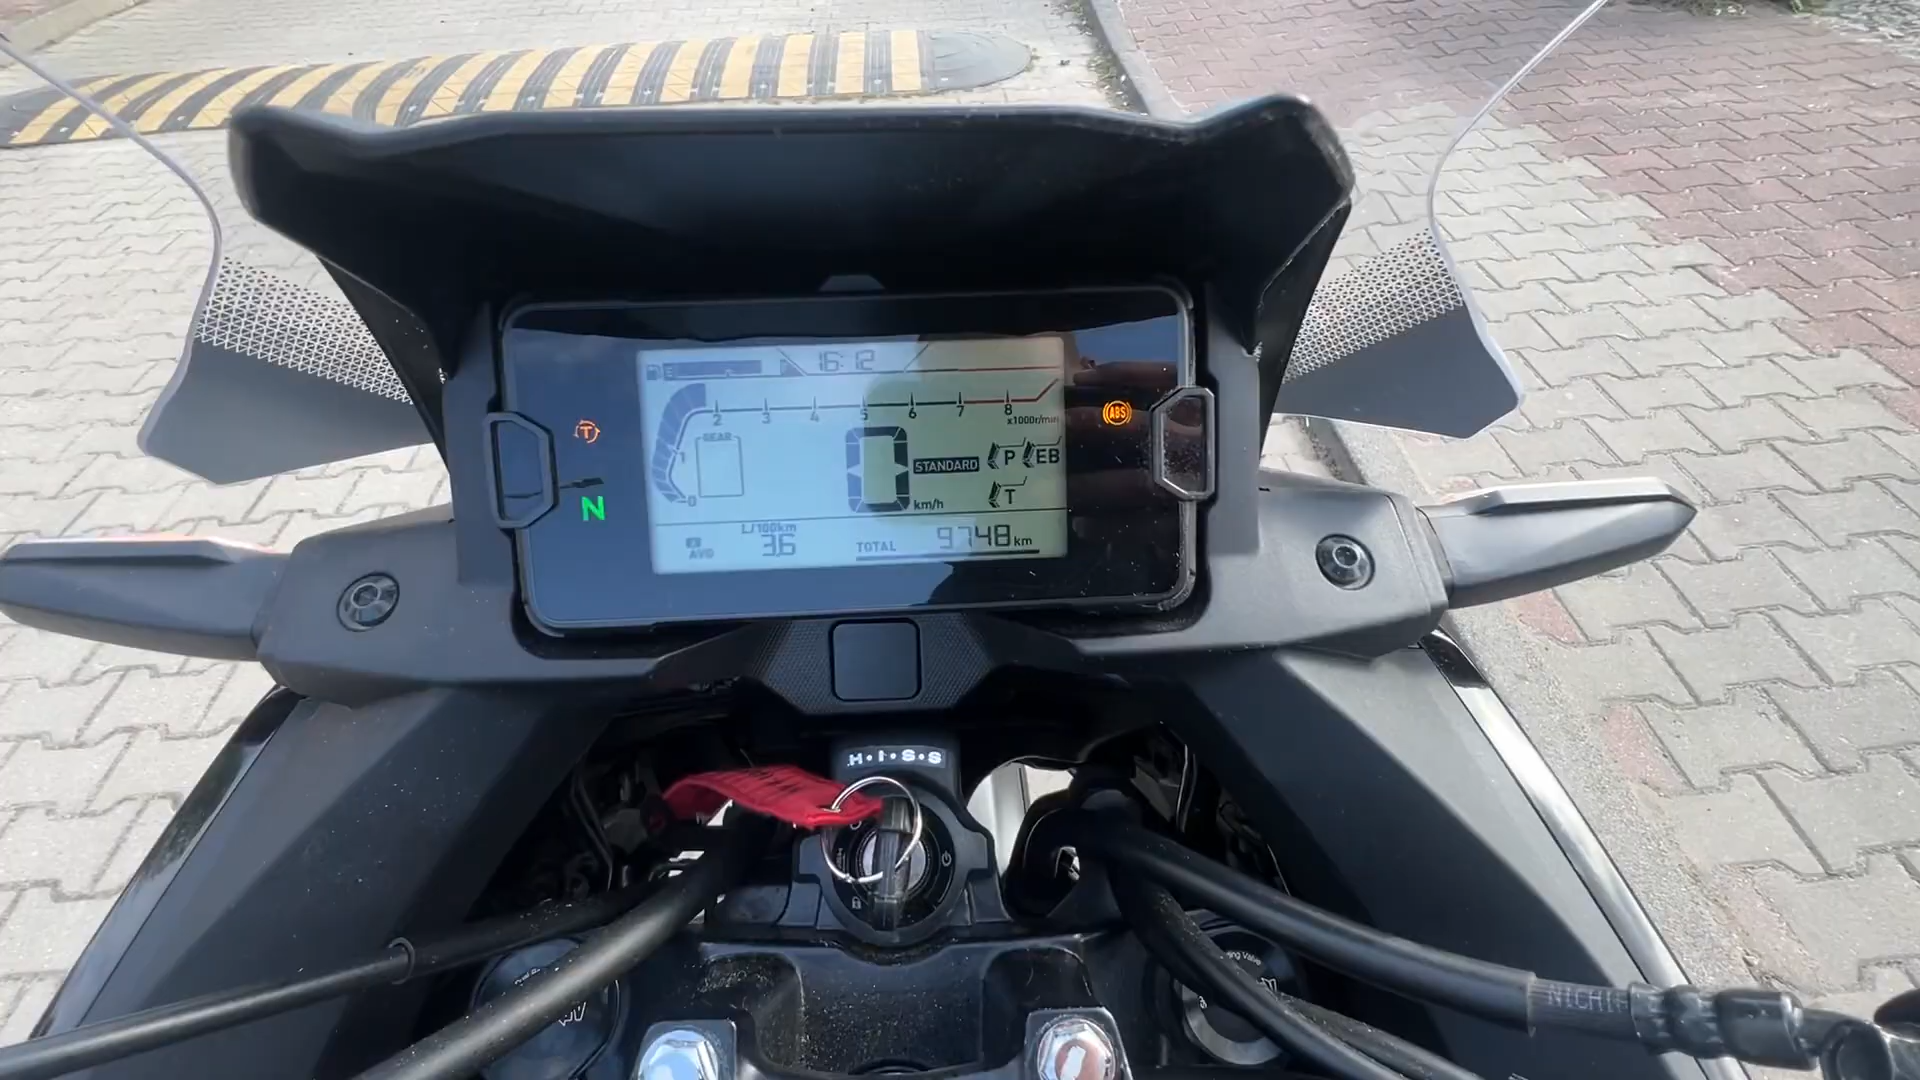 E 16:12
2 3 4 5 6 7 8
x1000r/min
GEAR
1
0
0 km/h
STANDARD
P EB
T
T
ABS
N
L/100km
AVG 3.6
TOTAL 9748 km
H·I·S·S
NICHI